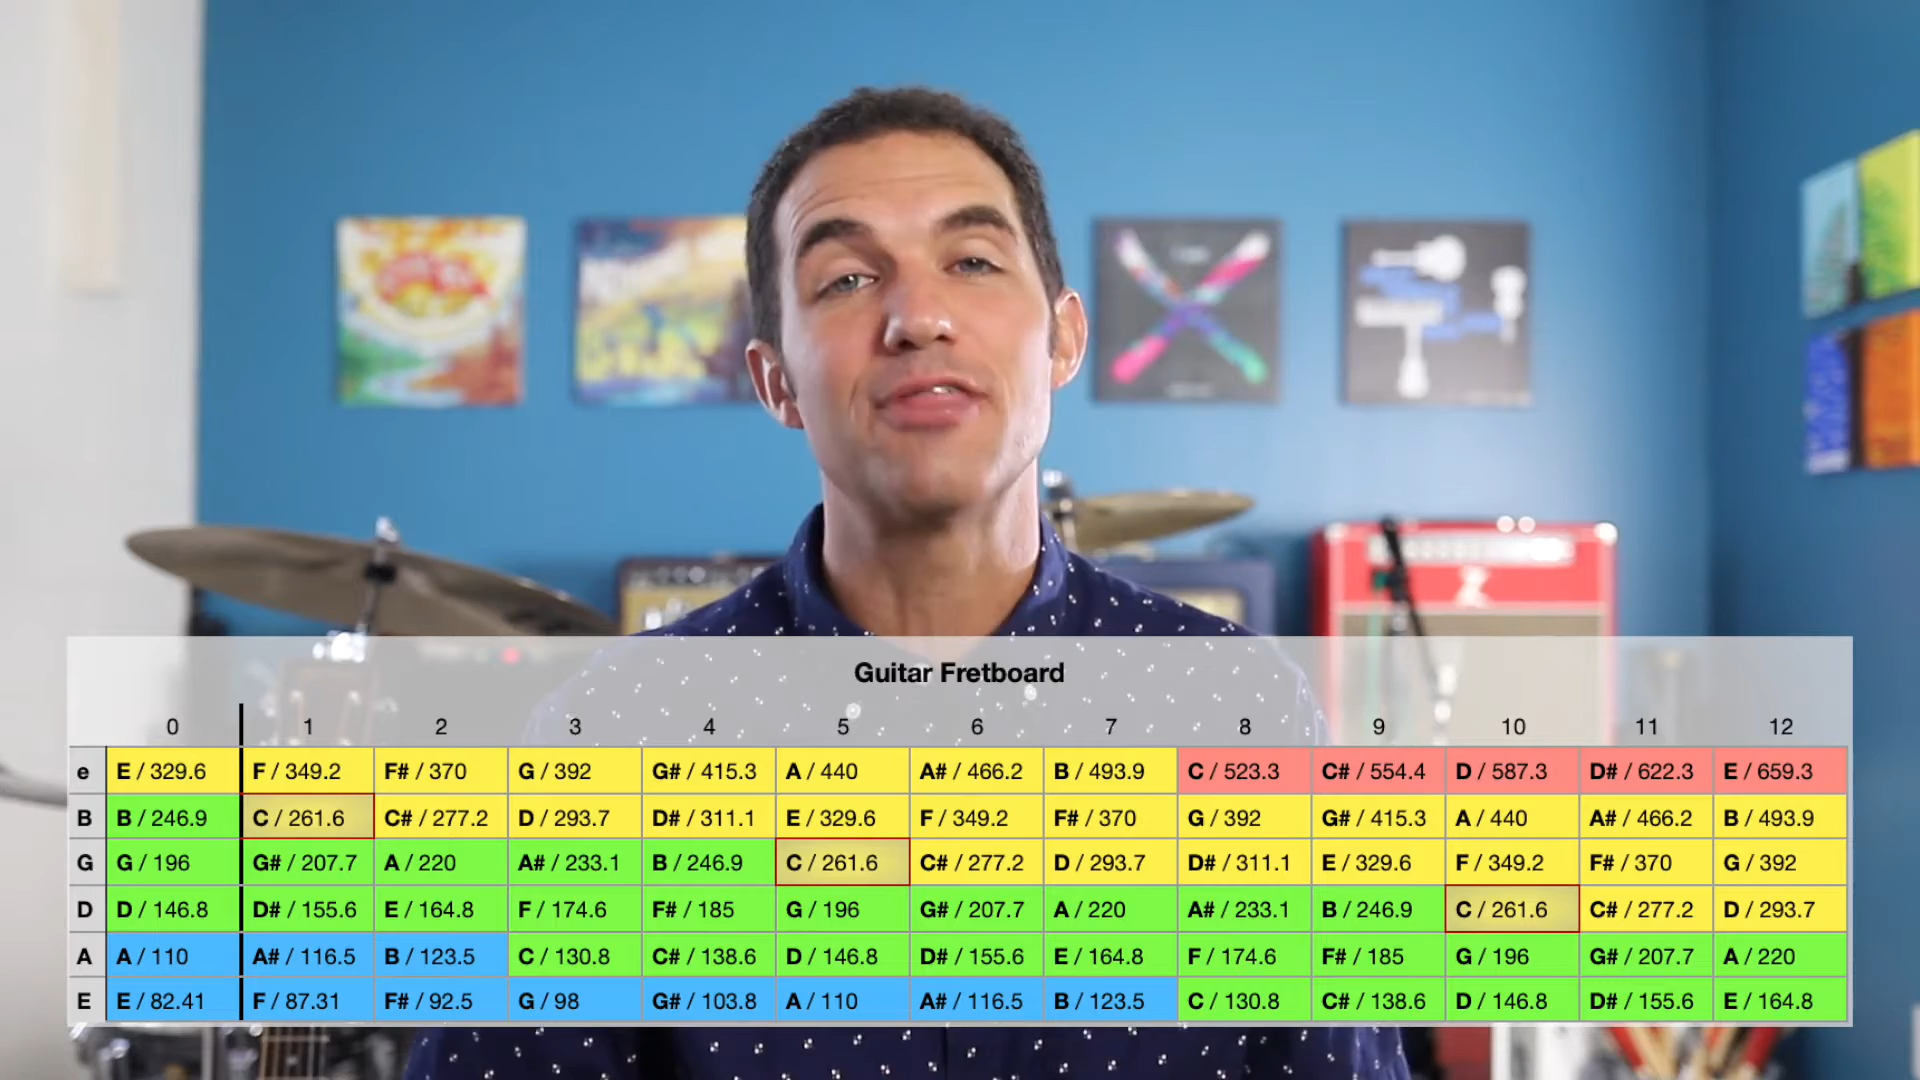 Guitar Fretboard
0 1 2 3 4 5 6 7 8 9 10 11 12
e E / 329.6 F / 349.2 F# / 370 G / 392 G# / 415.3 A / 440 A# / 466.2 B / 493.9 C / 523.3 C# / 554.4 D / 587.3 D# / 622.3 E / 659.3
B B / 246.9 C / 261.6 C# / 277.2 D / 293.7 D# / 311.1 E / 329.6 F / 349.2 F# / 370 G / 392 G# / 415.3 A / 440 A# / 466.2 B / 493.9
G G / 196 G# / 207.7 A / 220 A# / 233.1 B / 246.9 C / 261.6 C# / 277.2 D / 293.7 D# / 311.1 E / 329.6 F / 349.2 F# / 370 G / 392
D D / 146.8 D# / 155.6 E / 164.8 F / 174.6 F# / 185 G / 196 G# / 207.7 A / 220 A# / 233.1 B / 246.9 C / 261.6 C# / 277.2 D / 293.7
A A / 110 A# / 116.5 B / 123.5 C / 130.8 C# / 138.6 D / 146.8 D# / 155.6 E / 164.8 F / 174.6 F# / 185 G / 196 G# / 207.7 A / 220
E E / 82.41 F / 87.31 F# / 92.5 G / 98 G# / 103.8 A / 110 A# / 116.5 B / 123.5 C / 130.8 C# / 138.6 D / 146.8 D# / 155.6 E / 164.8